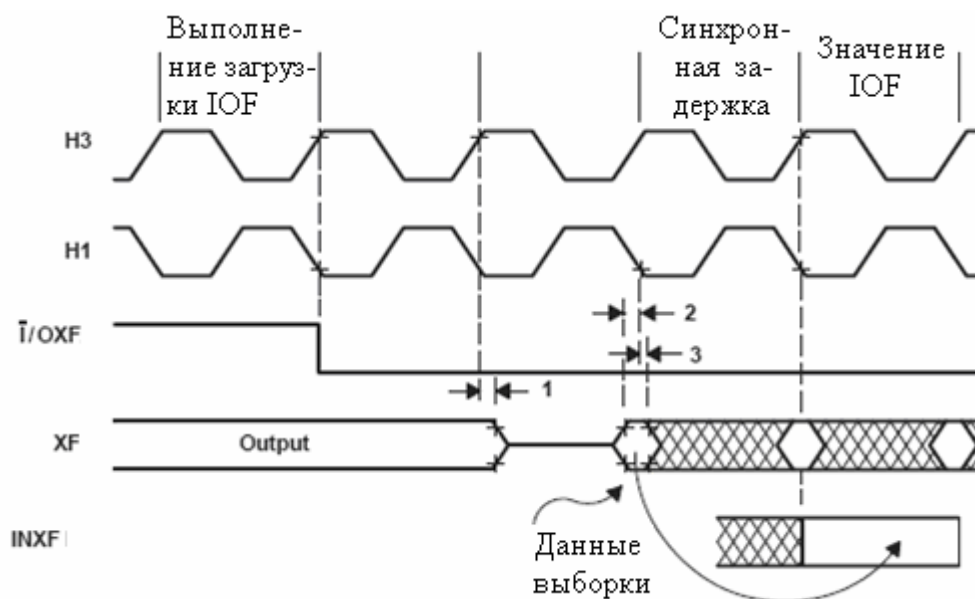 Выполне-
ние загруз-
ки IOF
Синхрон-
ная за-
держка
Значение
IOF
H3
H1
I/OXF
2
3
1
XF
Output
INXF
Данные
выборки